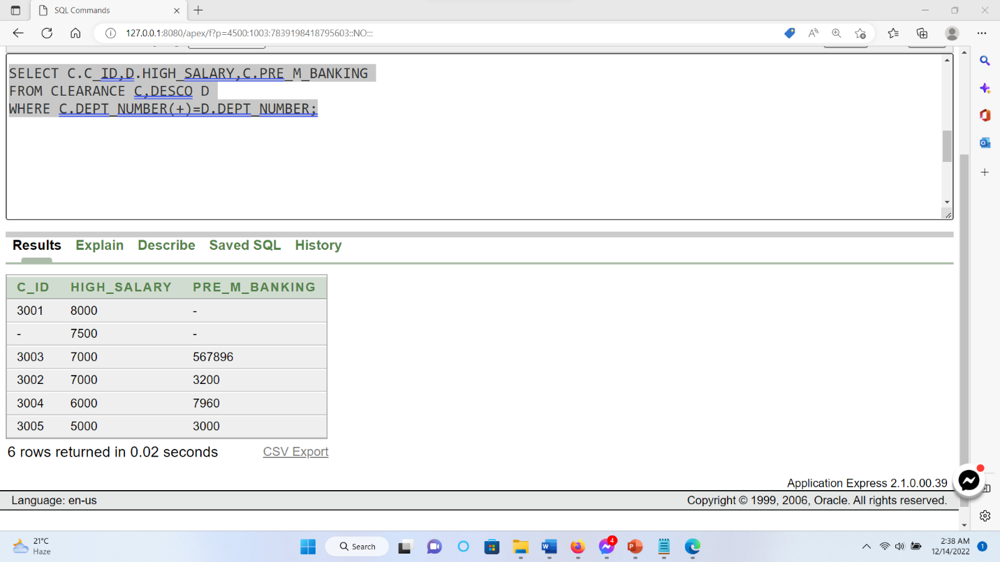 SQL Commands
127.0.0.1:8080/apex/f?p=4500:1003:7839198418795603::NO:::
SELECT C.C_ID,D.HIGH_SALARY,C.PRE_M_BANKING
FROM CLEARANCE C,DESCO D
WHERE C.DEPT_NUMBER(+)=D.DEPT_NUMBER;
Results Explain Describe Saved SQL History
C_ID HIGH_SALARY PRE_M_BANKING
3001 8000 -
- 7500 -
3003 7000 567896
3002 7000 3200
3004 6000 7960
3005 5000 3000
6 rows returned in 0.02 seconds CSV Export
Application Express 2.1.0.00.39
Language: en-us Copyright © 1999, 2006, Oracle. All rights reserved.
21°C
Haze
Search
4
2:38 AM
12/14/2022
1